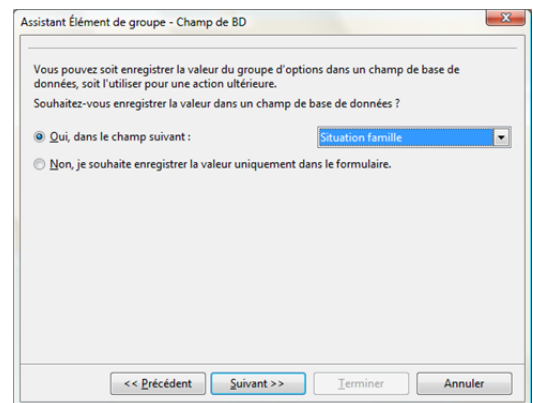 Assistant Élément de groupe - Champ de BD
Vous pouvez soit enregistrer la valeur du groupe d'options dans un champ de base de
données, soit l'utiliser pour une action ultérieure.
Souhaitez-vous enregistrer la valeur dans un champ de base de données ?
Oui, dans le champ suivant : Situation famille
Non, je souhaite enregistrer la valeur uniquement dans le formulaire.
<< Précédent Suivant >> Terminer Annuler